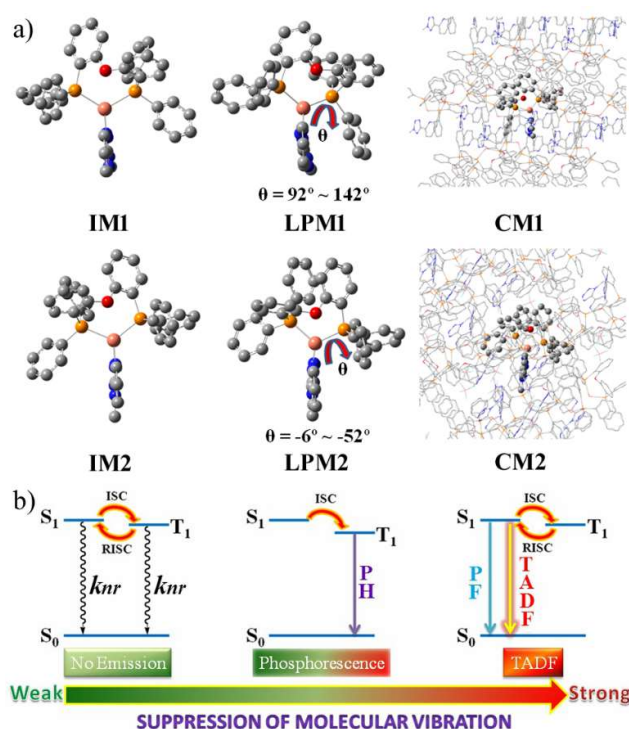 a)
θ
θ = 92° ~ 142°
IM1 LPM1 CM1
θ
θ = -6° ~ -52°
IM2 LPM2 CM2
b)
ISC ISC ISC
S1 T1 S1 T1 S1 T1
RISC RISC
knr knr PH PF TADF
S0 S0 S0
No Emission Phosphorescence TADF
Weak Strong
SUPPRESSION OF MOLECULAR VIBRATION